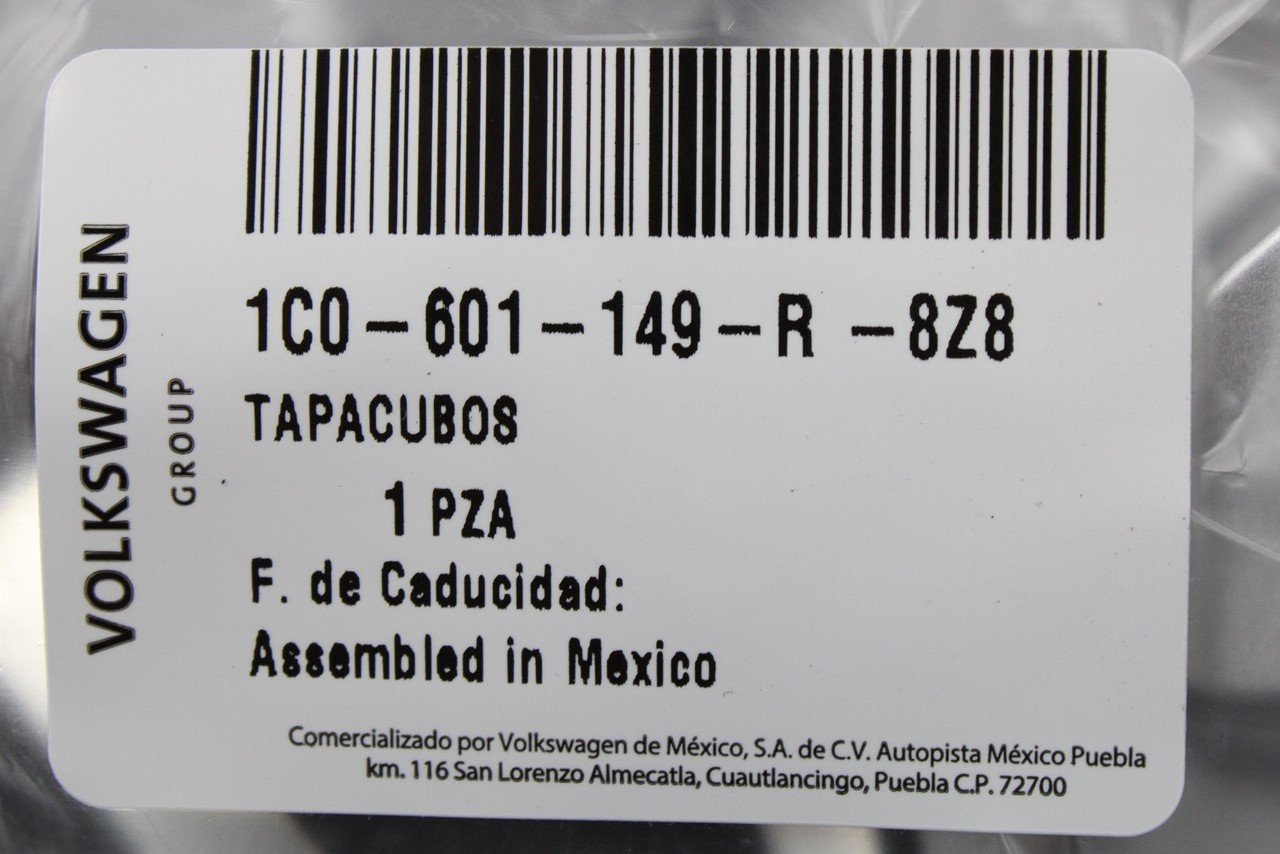 VOLKSWAGEN
GROUP
1C0-601-149-R -8Z8
TAPACUBOS
1 PZA
F. de Caducidad:
Assembled in Mexico
Comercializado por Volkswagen de México, S.A. de C.V. Autopista México Puebla
km. 116 San Lorenzo Almecatla, Cuautlancingo, Puebla C.P. 72700